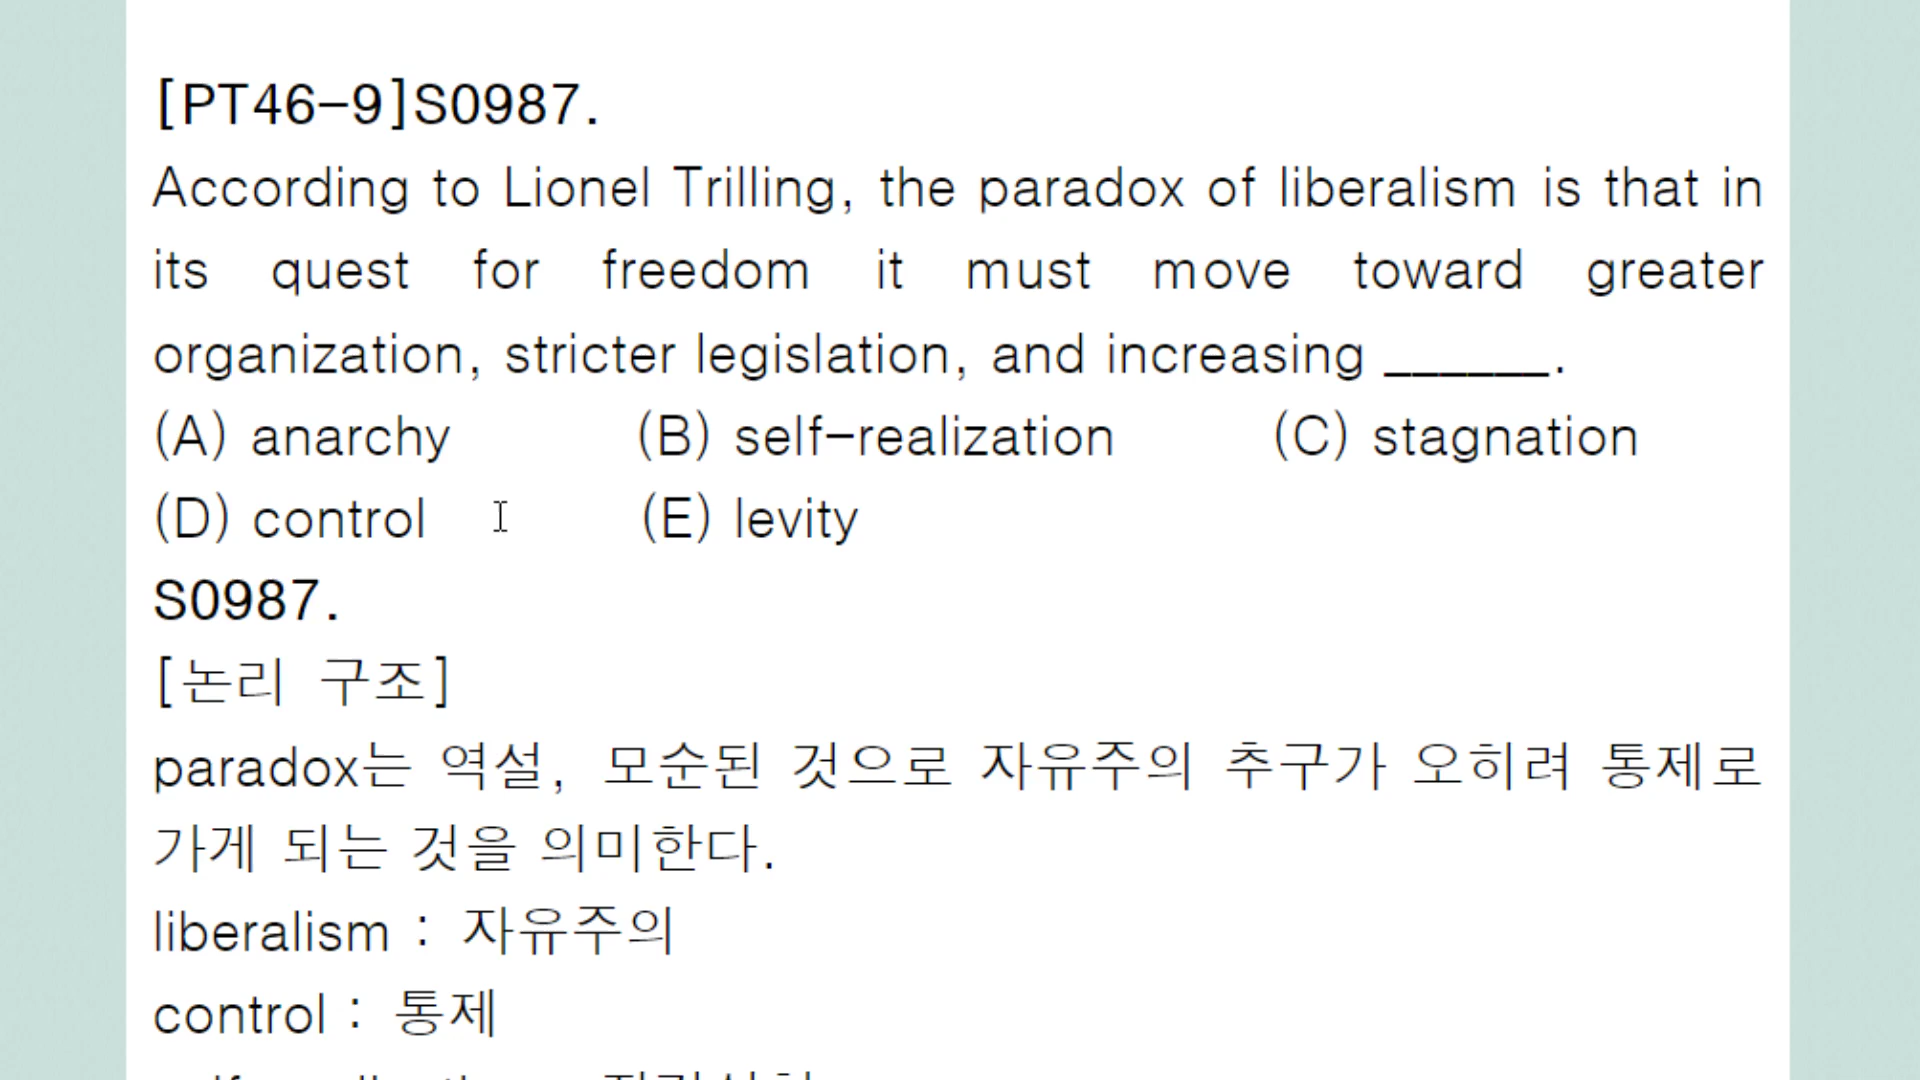 [PT46-9]S0987.
According to Lionel Trilling, the paradox of liberalism is that in
its quest for freedom it must move toward greater
organization, stricter legislation, and increasing ______.
(A) anarchy (B) self-realization (C) stagnation
(D) control (E) levity
S0987.
[논리 구조]
paradox는 역설, 모순된 것으로 자유주의 추구가 오히려 통제로
가게 되는 것을 의미한다.
liberalism : 자유주의
control : 통제